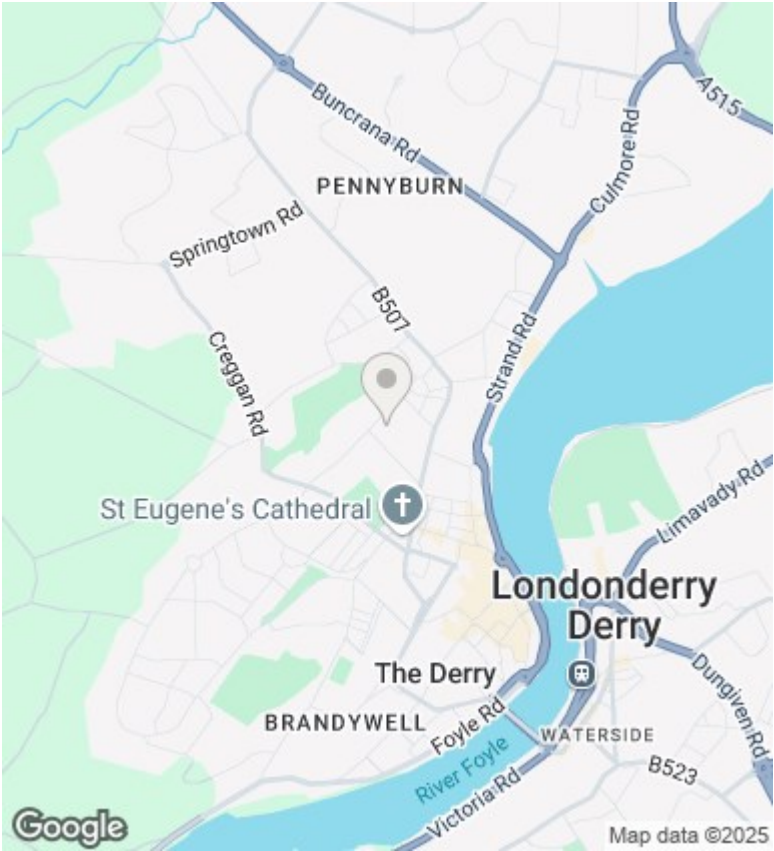 A515
Buncrana Rd
Culmore Rd
PENNYBURN
Springtown Rd
B507
Strand Rd
Creggan Rd
St Eugene's Cathedral
Limavady Rd
Londonderry
Derry
The Derry
Dungiven Rd
BRANDYWELL
Foyle Rd
WATERSIDE
River Foyle
B523
Victoria Rd
Google
Map data ©2025